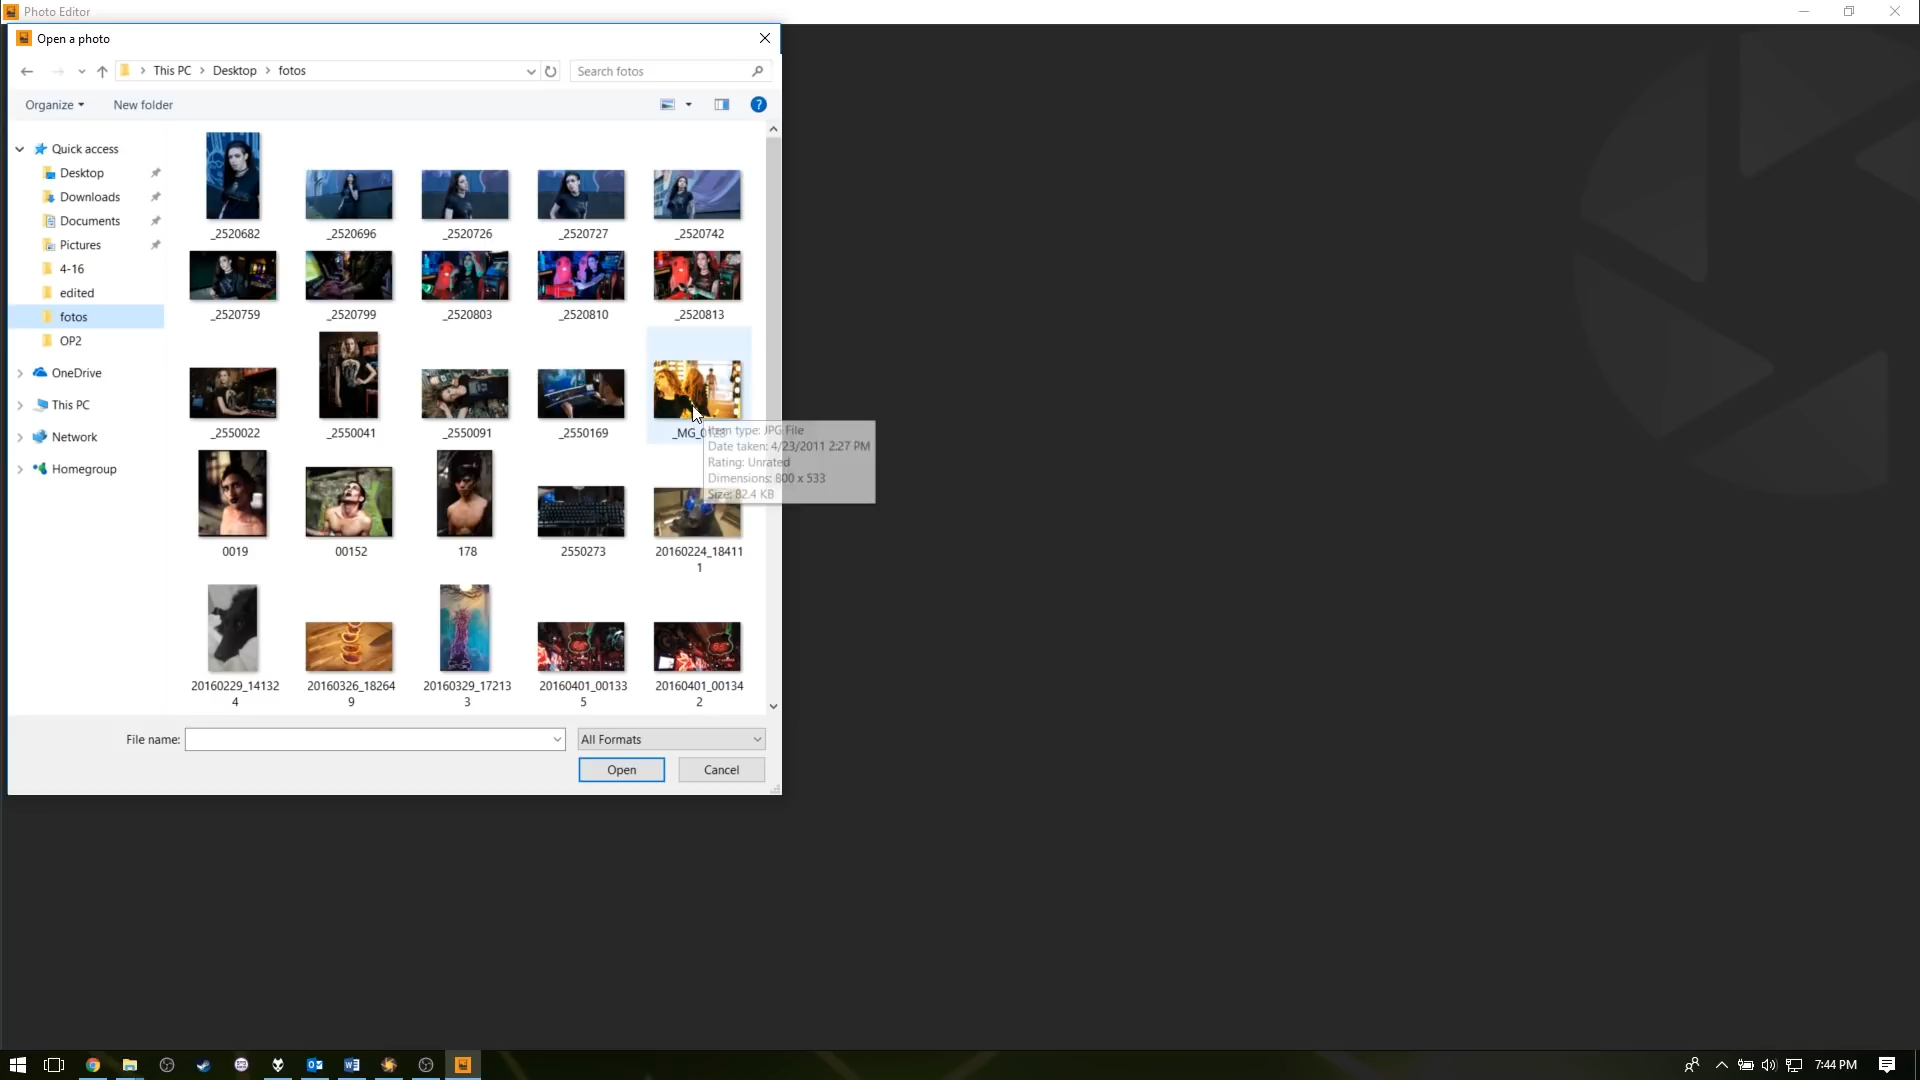 Photo Editor
Open a photo
This PC
Desktop
fotos
Search fotos
Organize
New folder
?
Quick access
Desktop
Downloads
Documents
Pictures
4-16
edited
fotos
OP2
OneDrive
This PC
Network
Homegroup
_2520682
_2520696
_2520726
_2520727
_2520742
_2520759
_2520799
_2520803
_2520810
_2520813
_2550022
_2550041
_2550091
_2550169
Item type: JPG File
Date taken: 4/23/2011 2:27 PM
Rating: Unrated
Dimensions: 800 x 533
Size: 82.4 KB
0019
00152
178
2550273
20160224_18411
1
20160229_14132
4
20160326_18264
9
20160329_17213
3
20160401_00133
5
20160401_00134
2
File name:
All Formats
Open
Cancel
7:44 PM